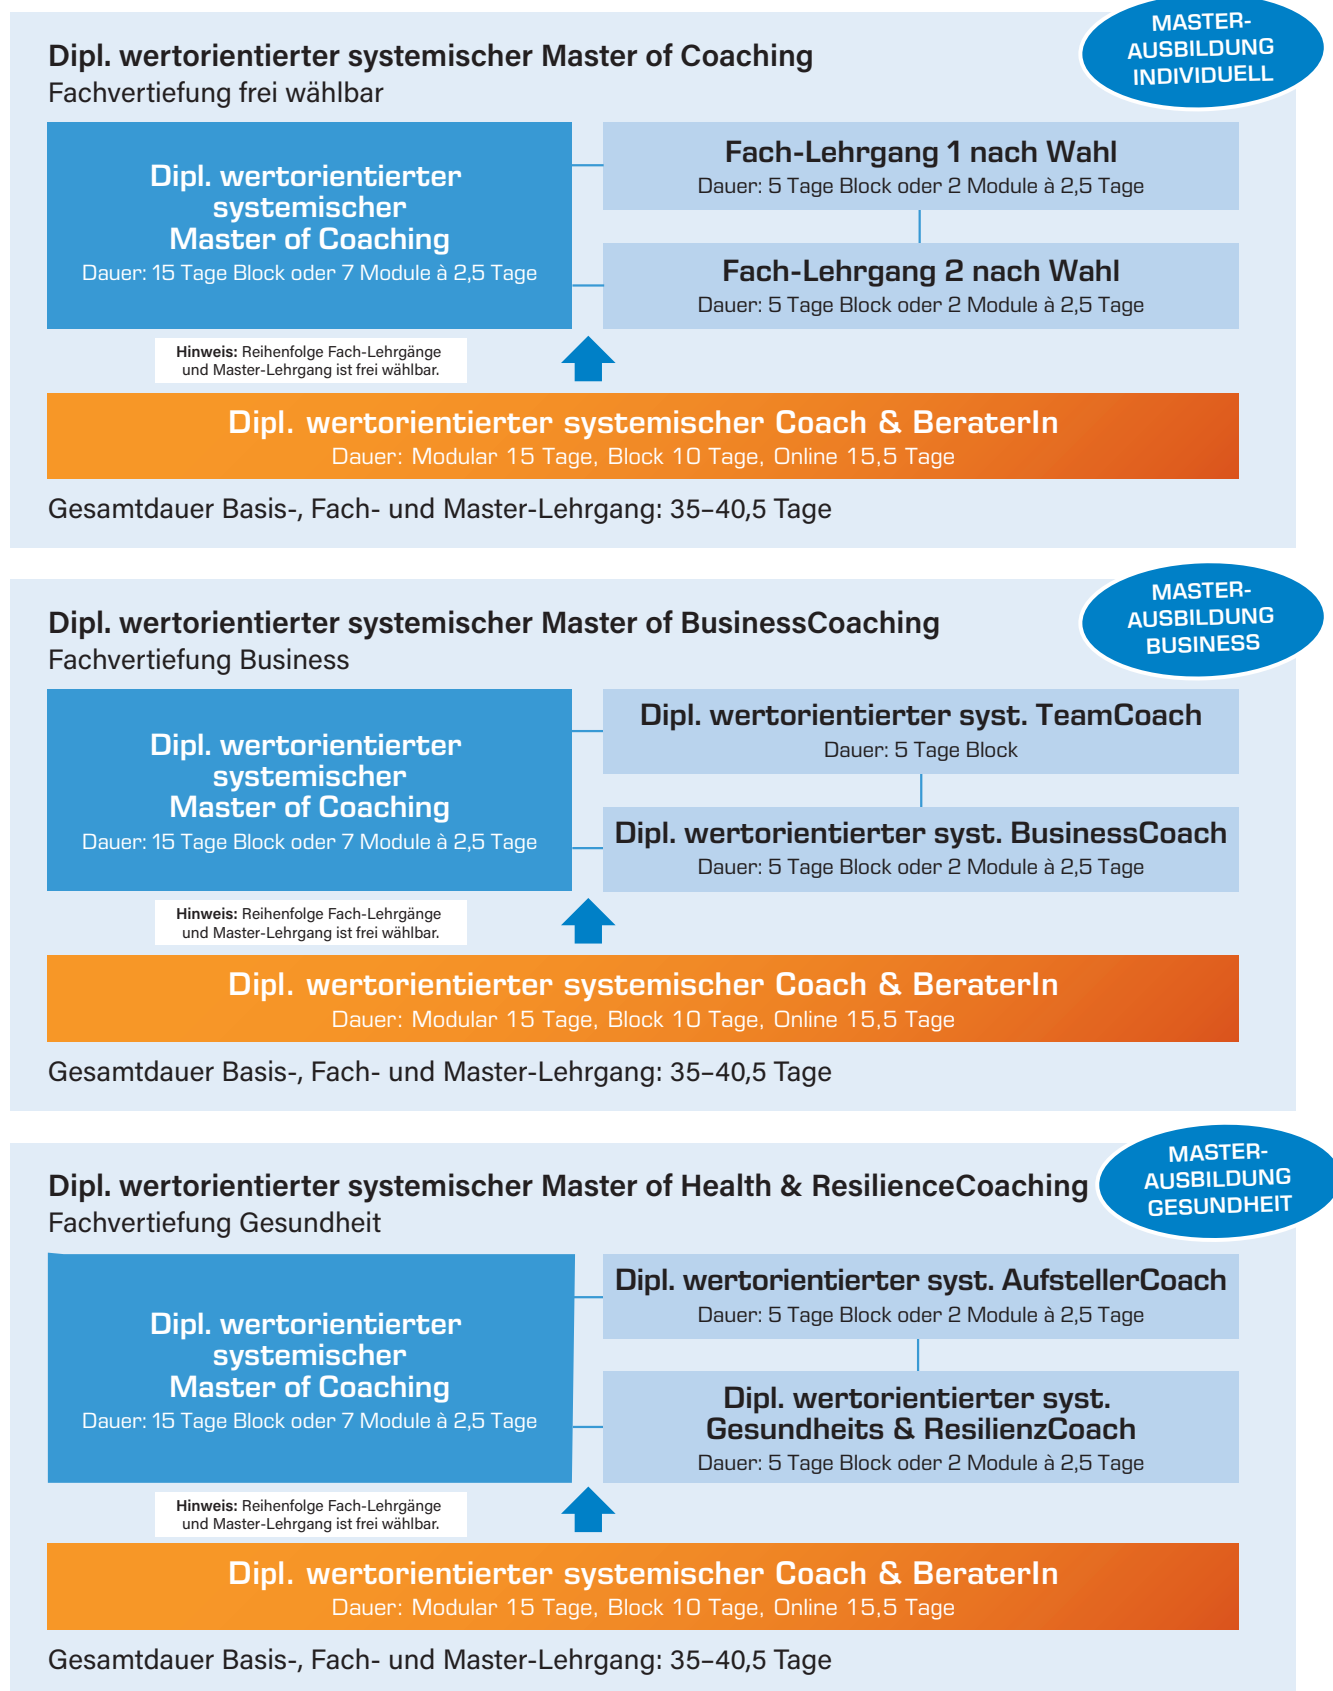 MASTER-
AUSBILDUNG
INDIVIDUELL
Dipl. wertorientierter systemischer Master of Coaching
Fachvertiefung frei wählbar
Dipl. wertorientierter
systemischer
Master of Coaching
Dauer: 15 Tage Block oder 7 Module à 2,5 Tage
Fach-Lehrgang 1 nach Wahl
Dauer: 5 Tage Block oder 2 Module à 2,5 Tage
Fach-Lehrgang 2 nach Wahl
Dauer: 5 Tage Block oder 2 Module à 2,5 Tage
Hinweis: Reihenfolge Fach-Lehrgänge
und Master-Lehrgang ist frei wählbar.
Dipl. wertorientierter systemischer Coach & BeraterIn
Dauer: Modular 15 Tage, Block 10 Tage, Online 15,5 Tage
Gesamtdauer Basis-, Fach- und Master-Lehrgang: 35–40,5 Tage
MASTER-
AUSBILDUNG
BUSINESS
Dipl. wertorientierter systemischer Master of BusinessCoaching
Fachvertiefung Business
Dipl. wertorientierter
systemischer
Master of Coaching
Dauer: 15 Tage Block oder 7 Module à 2,5 Tage
Dipl. wertorientierter syst. TeamCoach
Dauer: 5 Tage Block
Dipl. wertorientierter syst. BusinessCoach
Dauer: 5 Tage Block oder 2 Module à 2,5 Tage
Hinweis: Reihenfolge Fach-Lehrgänge
und Master-Lehrgang ist frei wählbar.
Dipl. wertorientierter systemischer Coach & BeraterIn
Dauer: Modular 15 Tage, Block 10 Tage, Online 15,5 Tage
Gesamtdauer Basis-, Fach- und Master-Lehrgang: 35–40,5 Tage
MASTER-
AUSBILDUNG
GESUNDHEIT
Dipl. wertorientierter systemischer Master of Health & ResilienceCoaching
Fachvertiefung Gesundheit
Dipl. wertorientierter
systemischer
Master of Coaching
Dauer: 15 Tage Block oder 7 Module à 2,5 Tage
Dipl. wertorientierter syst. AufstellerCoach
Dauer: 5 Tage Block oder 2 Module à 2,5 Tage
Dipl. wertorientierter syst.
Gesundheits & ResilienzCoach
Dauer: 5 Tage Block oder 2 Module à 2,5 Tage
Hinweis: Reihenfolge Fach-Lehrgänge
und Master-Lehrgang ist frei wählbar.
Dipl. wertorientierter systemischer Coach & BeraterIn
Dauer: Modular 15 Tage, Block 10 Tage, Online 15,5 Tage
Gesamtdauer Basis-, Fach- und Master-Lehrgang: 35–40,5 Tage